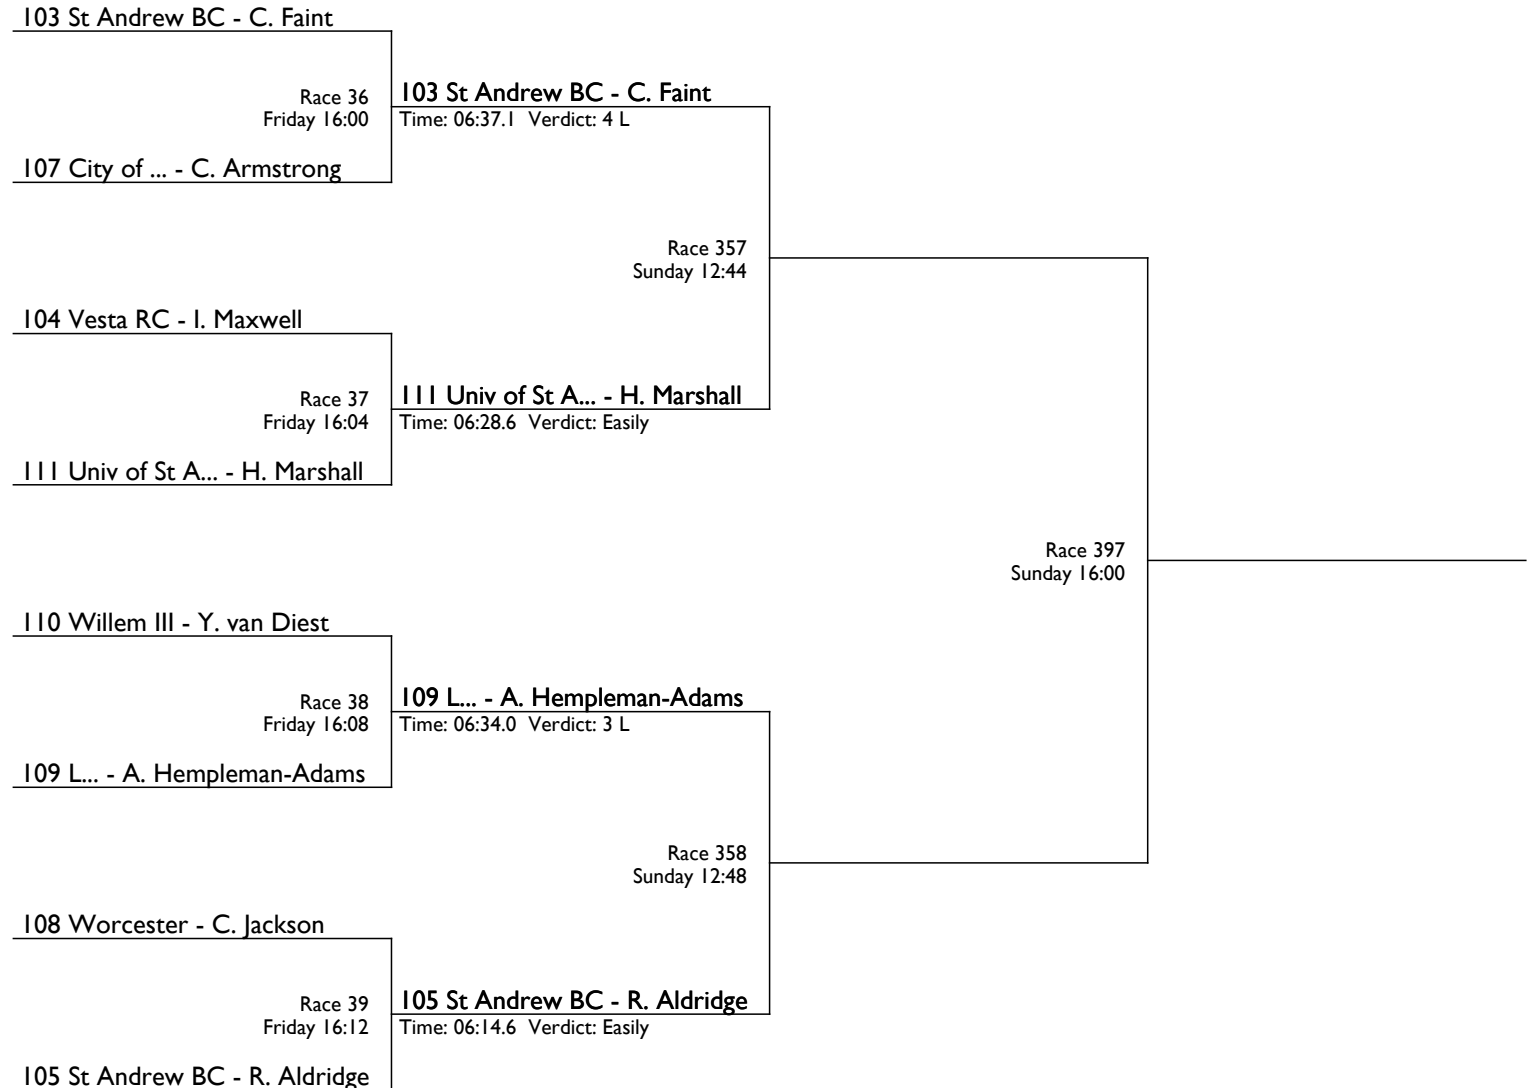 103 St Andrew BC - C. Faint
Race 36
Friday 16:00
103 St Andrew BC - C. Faint
Time: 06:37.1 Verdict: 4 L
107 City of ... - C. Armstrong
Race 357
Sunday 12:44
104 Vesta RC - I. Maxwell
Race 37
Friday 16:04
111 Univ of St A... - H. Marshall
Time: 06:28.6 Verdict: Easily
111 Univ of St A... - H. Marshall
Race 397
Sunday 16:00
110 Willem III - Y. van Diest
Race 38
Friday 16:08
109 L... - A. Hempleman-Adams
Time: 06:34.0 Verdict: 3 L
109 L... - A. Hempleman-Adams
Race 358
Sunday 12:48
108 Worcester - C. Jackson
Race 39
Friday 16:12
105 St Andrew BC - R. Aldridge
Time: 06:14.6 Verdict: Easily
105 St Andrew BC - R. Aldridge